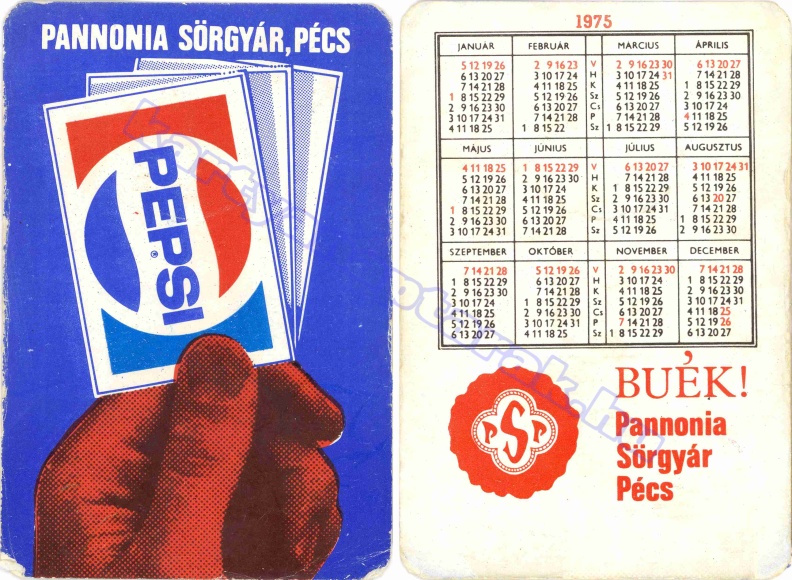 PANNONIA SÖRGYÁR, PÉCS
PEPSI
1975
JANUÁR FEBRUÁR MÁRCIUS ÁPRILIS
5 12 19 26 2 9 16 23 V 2 9 16 23 30 6 13 20 27
6 13 20 27 3 10 17 24 H 3 10 17 24 31 7 14 21 28
7 14 21 28 4 11 18 25 K 4 11 18 25 1 8 15 22 29
1 8 15 22 29 5 12 19 26 Sz 5 12 19 26 2 9 16 23 30
2 9 16 23 30 6 13 20 27 Cs 6 13 20 27 3 10 17 24
3 10 17 24 31 7 14 21 28 P 7 14 21 28 4 11 18 25
4 11 18 25 1 8 15 22 Sz 1 8 15 22 29 5 12 19 26
MÁJUS JÚNIUS JÚLIUS AUGUSZTUS
4 11 18 25 1 8 15 22 29 V 6 13 20 27 3 10 17 24 31
5 12 19 26 2 9 16 23 30 H 7 14 21 28 4 11 18 25
6 13 20 27 3 10 17 24 K 1 8 15 22 29 5 12 19 26
7 14 21 28 4 11 18 25 Sz 2 9 16 23 30 6 13 20 27
1 8 15 22 29 5 12 19 26 Cs 3 10 17 24 31 7 14 21 28
2 9 16 23 30 6 13 20 27 P 4 11 18 25 1 8 15 22 29
3 10 17 24 31 7 14 21 28 Sz 5 12 19 26 2 9 16 23 30
SZEPTEMBER OKTÓBER NOVEMBER DECEMBER
7 14 21 28 5 12 19 26 V 2 9 16 23 30 7 14 21 28
1 8 15 22 29 6 13 20 27 H 3 10 17 24 1 8 15 22 29
2 9 16 23 30 7 14 21 28 K 4 11 18 25 2 9 16 23 30
3 10 17 24 1 8 15 22 29 Sz 5 12 19 26 3 10 17 24 31
4 11 18 25 2 9 16 23 30 Cs 6 13 20 27 4 11 18 25
5 12 19 26 3 10 17 24 31 P 7 14 21 28 5 12 19 26
6 13 20 27 4 11 18 25 Sz 1 8 15 22 29 6 13 20 27
BUÉK!
PSP
Pannonia
Sörgyár
Pécs